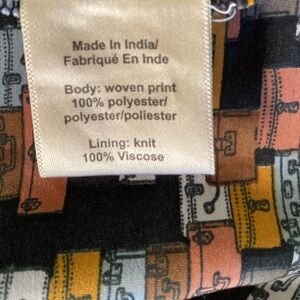 Made In India/
Fabriqué En Inde
Body: woven print
100% polyester/
polyester/poliester
Lining: knit
100% Viscose